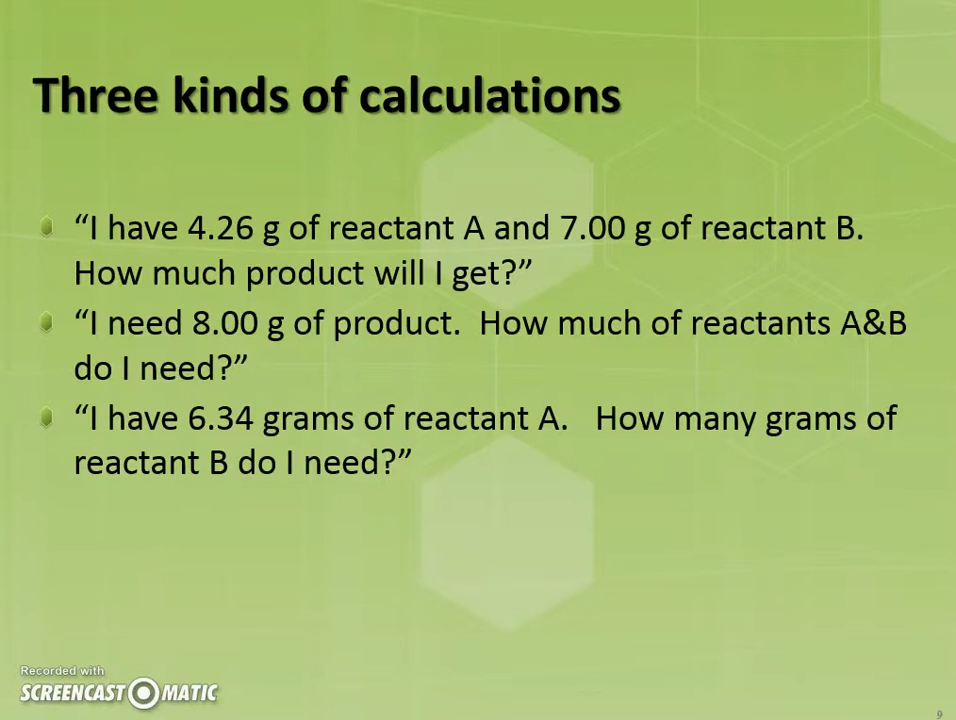 Three kinds of calculations
“I have 4.26 g of reactant A and 7.00 g of reactant B.
How much product will I get?”
“I need 8.00 g of product.  How much of reactants A&B
do I need?”
“I have 6.34 grams of reactant A.   How many grams of
reactant B do I need?”
Recorded with
SCREENCAST MATIC
9